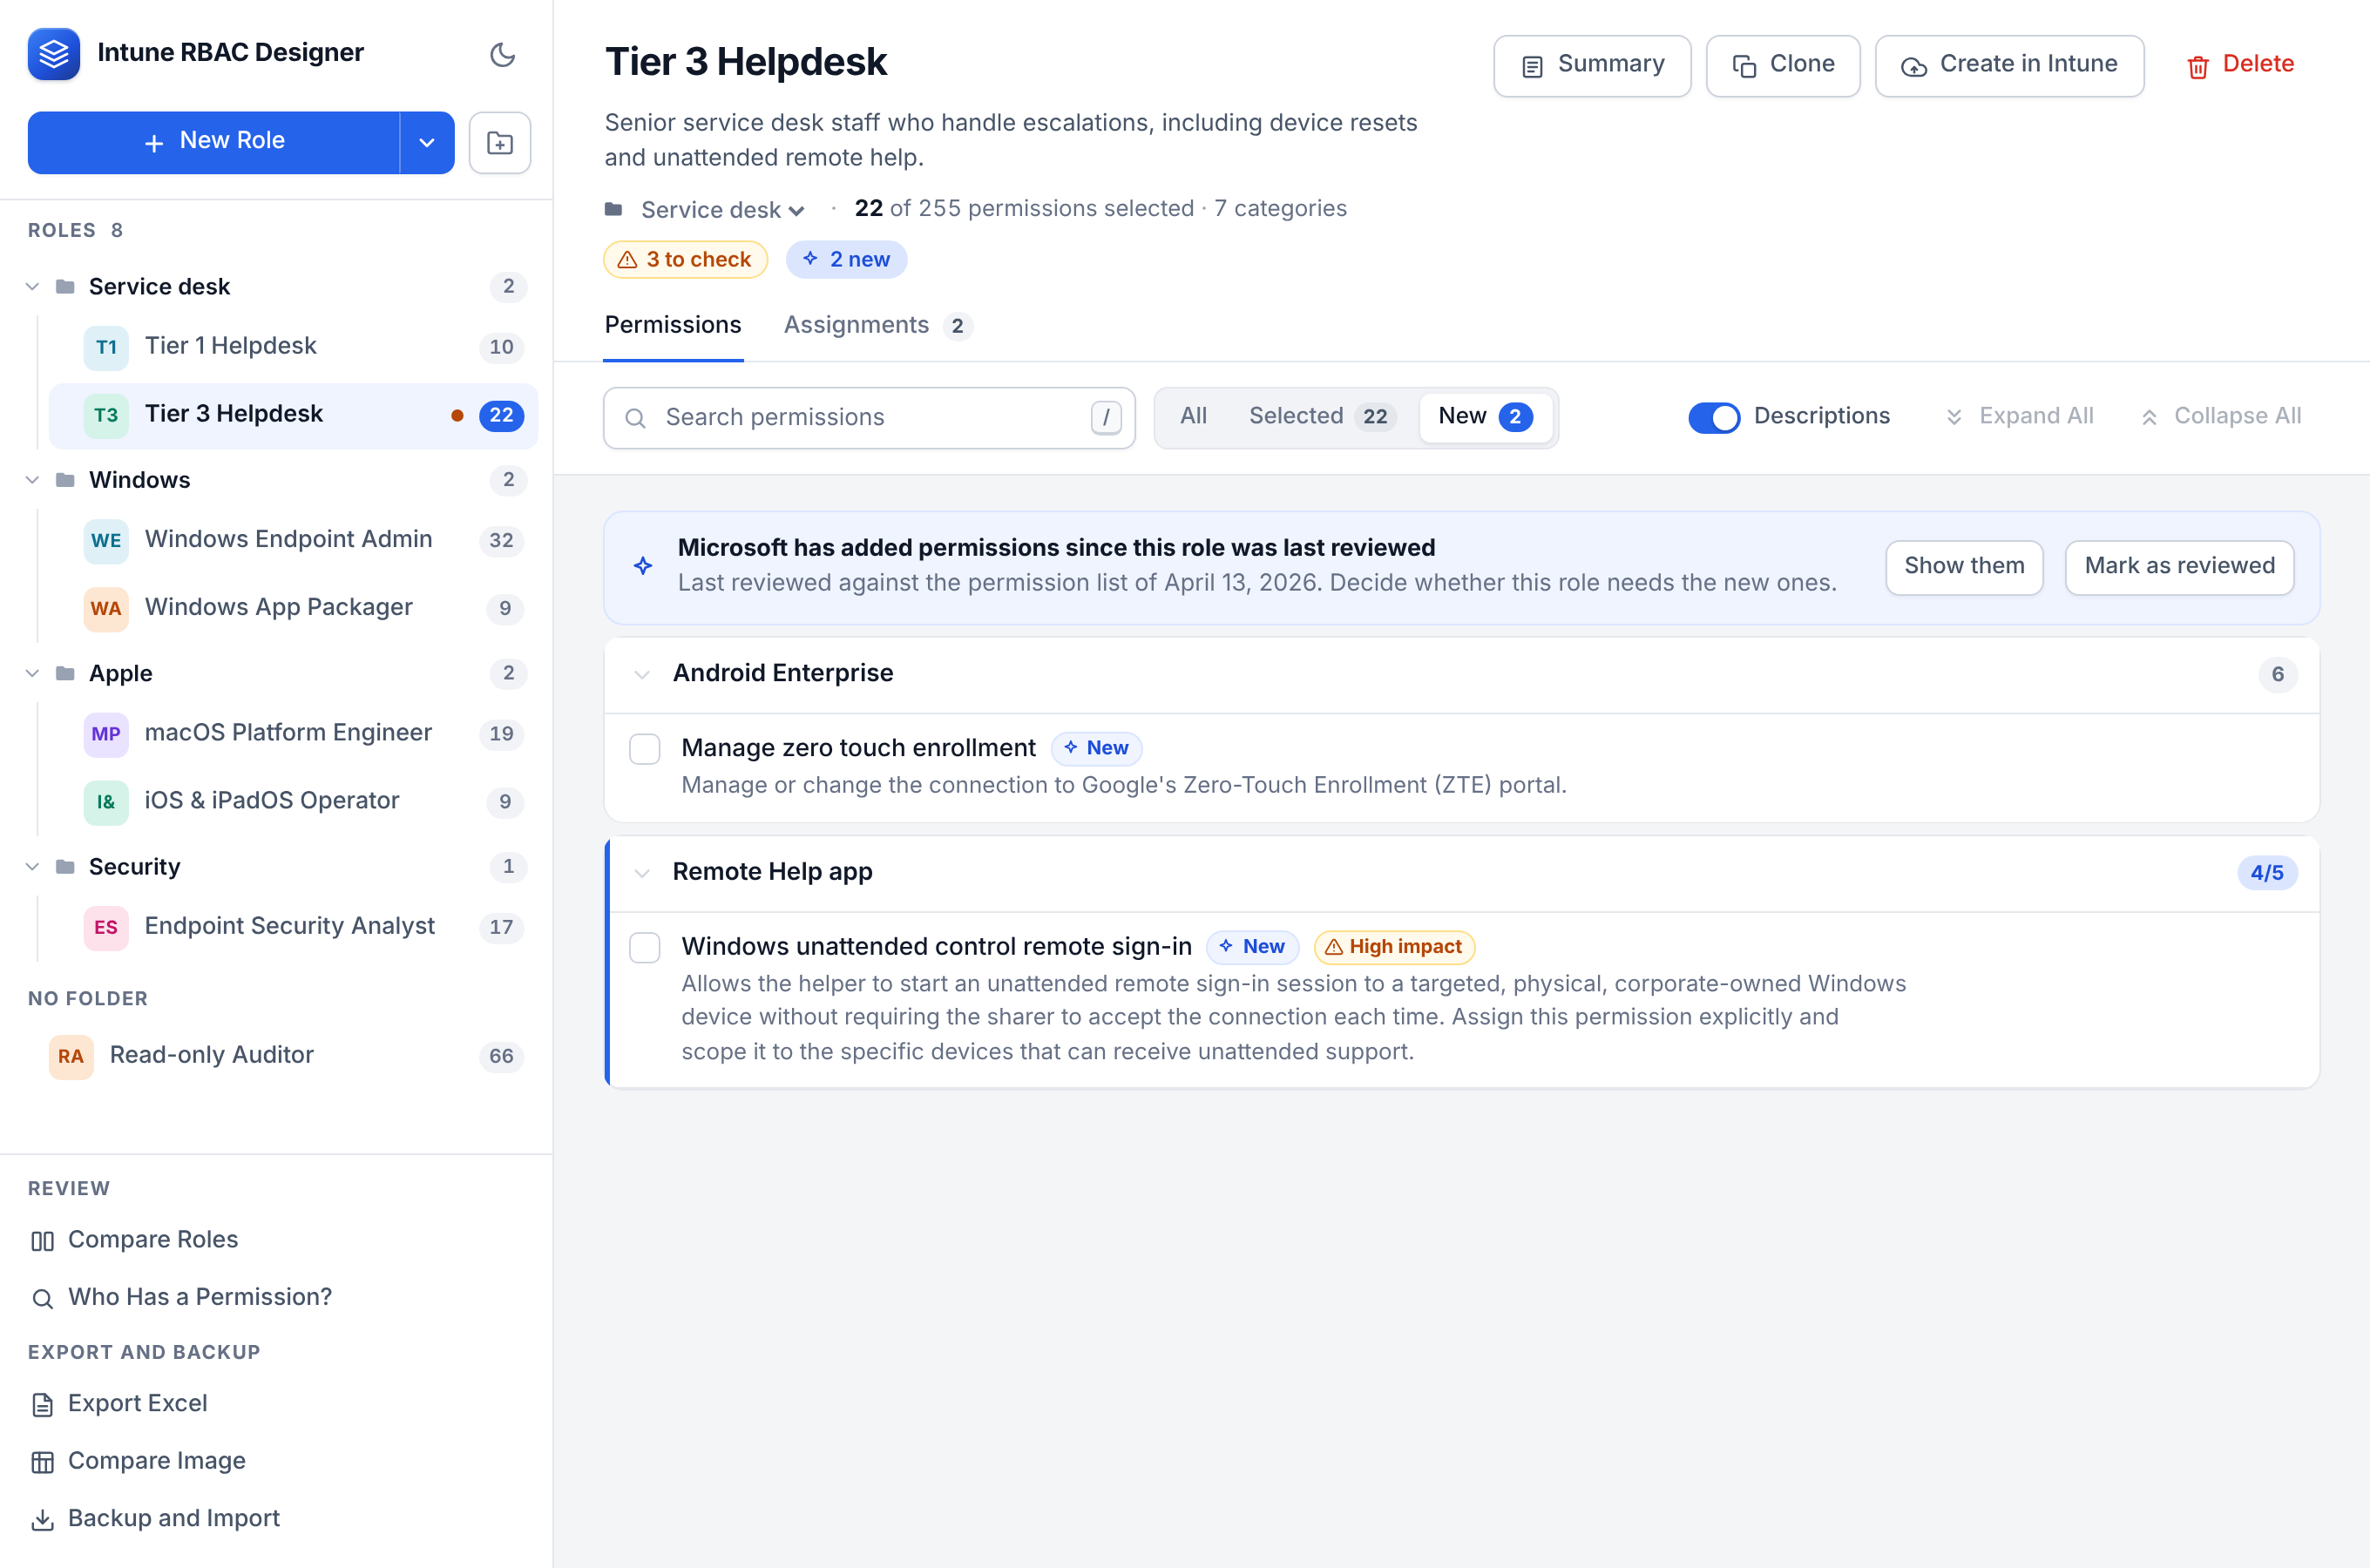 Intune RBAC Designer
New Role
ROLES 8
Service desk 2
T1 Tier 1 Helpdesk 10
T3 Tier 3 Helpdesk 22
Windows 2
WE Windows Endpoint Admin 32
WA Windows App Packager 9
Apple 2
MP macOS Platform Engineer 19
I& iOS & iPadOS Operator 9
Security 1
ES Endpoint Security Analyst 17
NO FOLDER
RA Read-only Auditor 66
REVIEW
Compare Roles
Who Has a Permission?
EXPORT AND BACKUP
Export Excel
Compare Image
Backup and Import
Tier 3 Helpdesk
Summary Clone Create in Intune Delete
Senior service desk staff who handle escalations, including device resets
and unattended remote help.
Service desk · 22 of 255 permissions selected · 7 categories
3 to check 2 new
Permissions Assignments 2
Search permissions / All Selected 22 New 2 Descriptions Expand All Collapse All
Microsoft has added permissions since this role was last reviewed
Last reviewed against the permission list of April 13, 2026. Decide whether this role needs the new ones.
Show them Mark as reviewed
Android Enterprise 6
Manage zero touch enrollment New
Manage or change the connection to Google's Zero-Touch Enrollment (ZTE) portal.
Remote Help app 4/5
Windows unattended control remote sign-in New High impact
Allows the helper to start an unattended remote sign-in session to a targeted, physical, corporate-owned Windows
device without requiring the sharer to accept the connection each time. Assign this permission explicitly and
scope it to the specific devices that can receive unattended support.